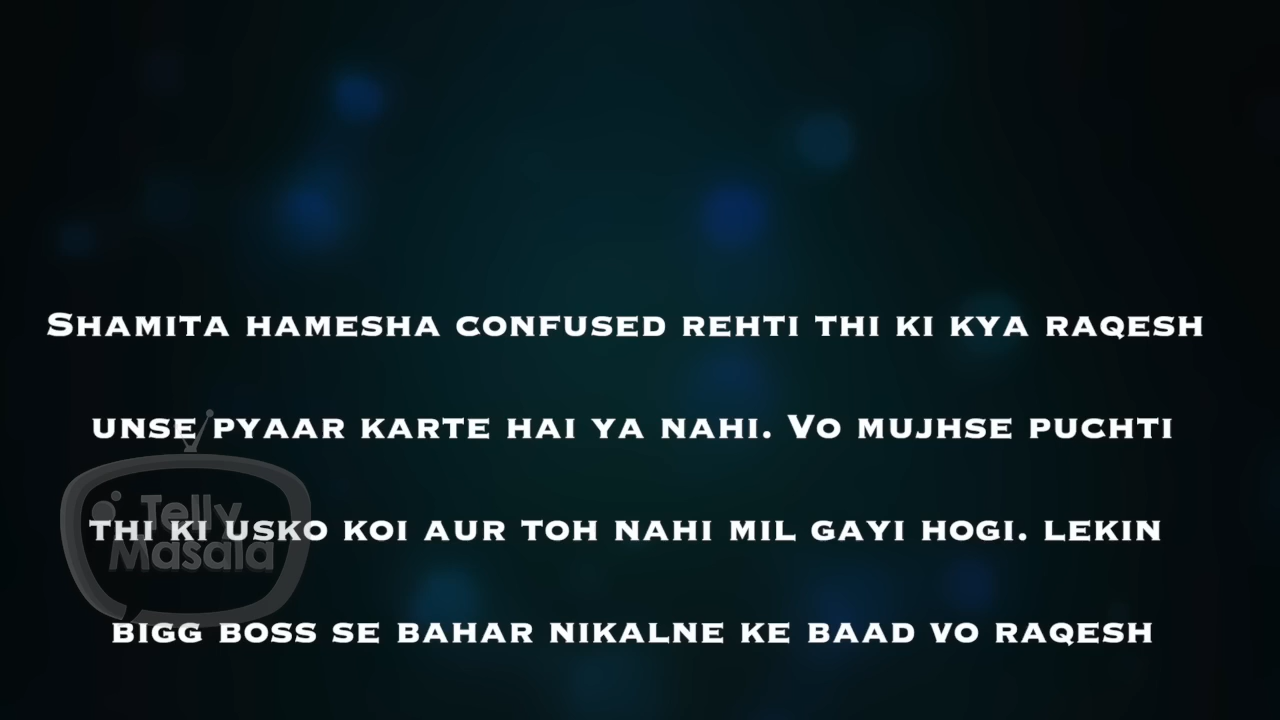 Shamita hamesha confused rehti thi ki kya raqesh
unse pyaar karte hai ya nahi. Vo mujhse puchti
thi ki usko koi aur toh nahi mil gayi hogi. lekin
bigg boss se bahar nikalne ke baad vo raqesh
Telly
Masala